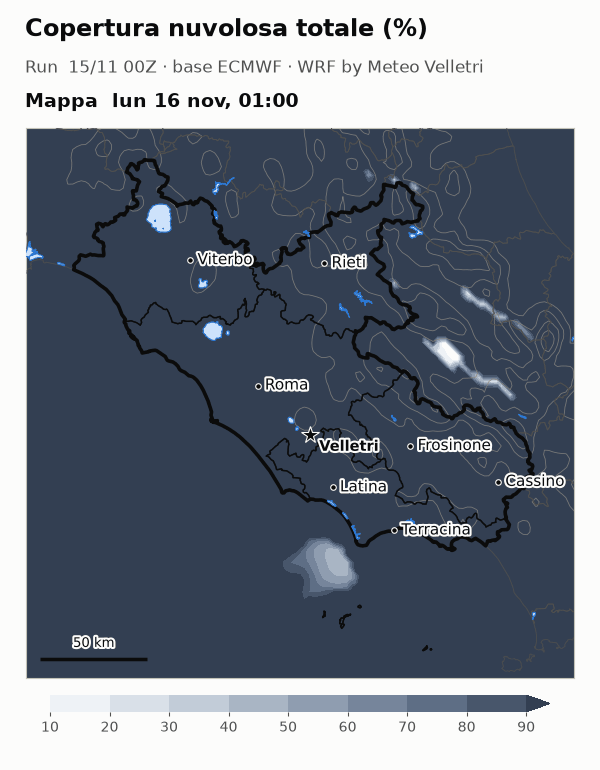 Copertura nuvolosa totale (%)
Run  15/11 00Z · base ECMWF · WRF by Meteo Velletri
Mappa  lun 16 nov, 01:00
Viterbo
Rieti
Roma
Velletri
Frosinone
Cassino
Latina
Terracina
50 km
10 20 30 40 50 60 70 80 90